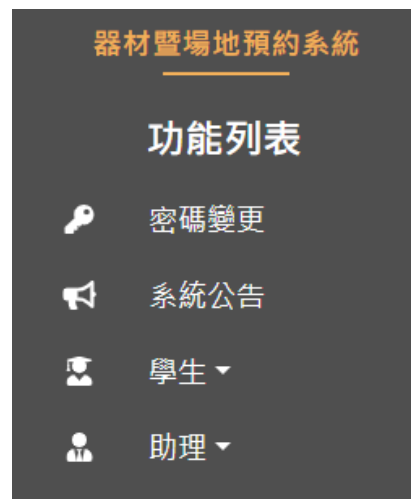 器材暨場地預約系統
功能列表
密碼變更
系統公告
學生
助理